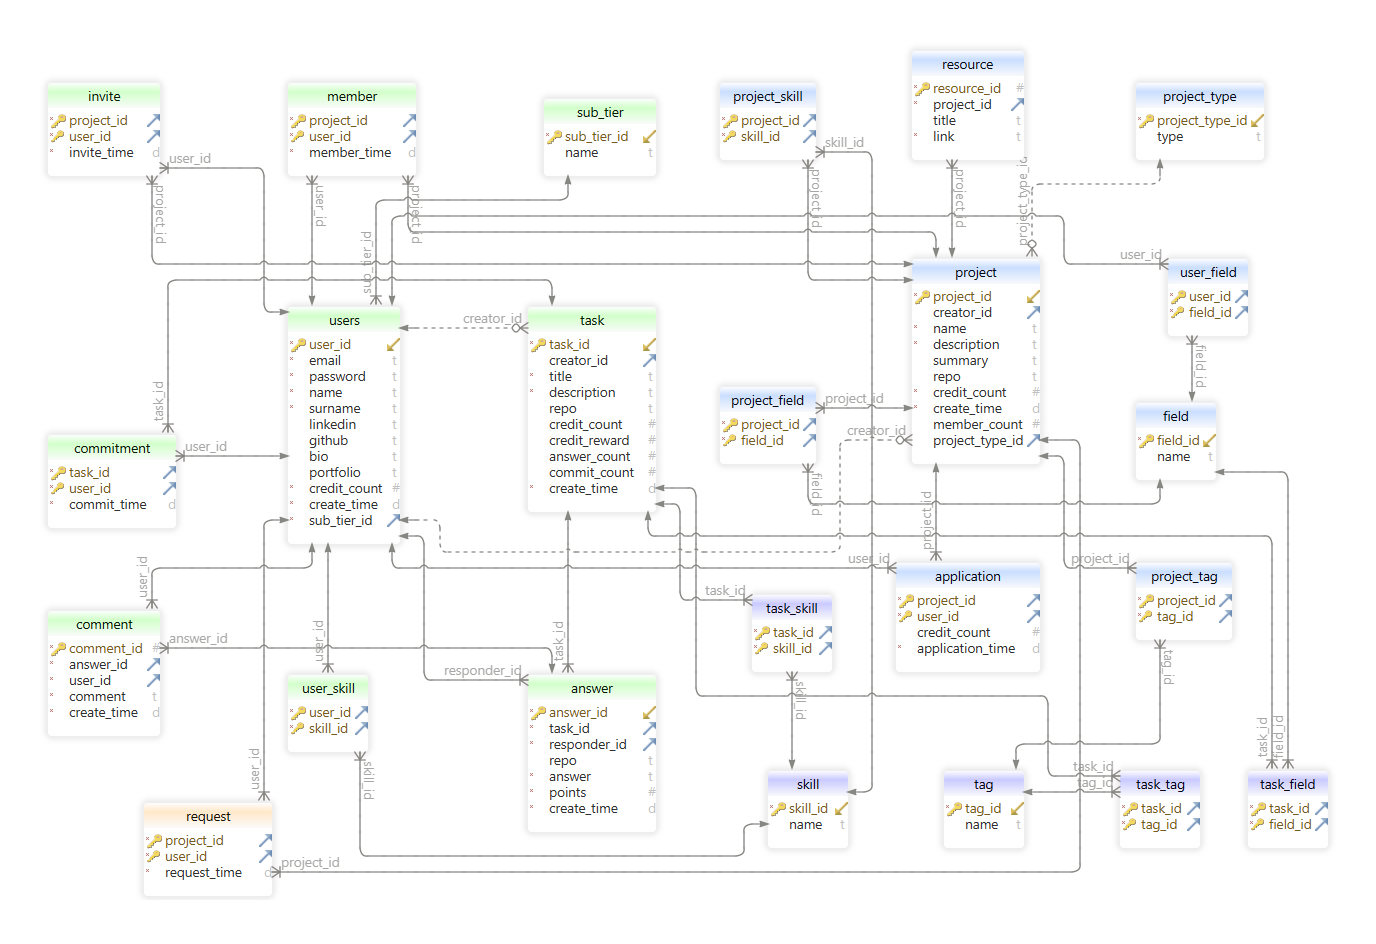 invite
project_id
user_id
invite_time d
member
project_id
user_id
member_time d
sub_tier
sub_tier_id
name t
project_skill
project_id
skill_id
resource
resource_id #
project_id
title t
link t
project_type
project_type_id
type t
user_id
project_id
user_id
project_id
sub_tier_id
skill_id
project_id
project_id
project_type_id
user_id
project
project_id
creator_id
name t
description t
summary t
repo t
credit_count #
create_time d
member_count #
project_type_id
user_field
user_id
field_id
field_id
users
user_id
email t
password t
name t
surname t
linkedin t
github t
bio t
portfolio t
credit_count #
create_time d
sub_tier_id
creator_id
task
task_id
creator_id
title t
description t
repo t
credit_count #
credit_reward #
answer_count #
commit_count #
create_time d
project_field
project_id
field_id
project_id
creator_id
field_id
field
field_id
name t
task_id
commitment
task_id
user_id
commit_time d
user_id
project_id
user_id
application
project_id
user_id
credit_count #
application_time d
project_id
project_tag
project_id
tag_id
tag_id
user_id
comment
comment_id #
answer_id
user_id
comment t
create_time d
answer_id
user_id
user_skill
user_id
skill_id
skill_id
responder_id
task_id
answer
answer_id
task_id
responder_id
repo t
answer t
points #
create_time d
task_id
task_skill
task_id
skill_id
skill_id
skill
skill_id
name t
tag
tag_id
name t
task_id
tag_id
task_tag
task_id
tag_id
task_id
field_id
task_field
task_id
field_id
user_id
request
project_id
user_id
request_time d
project_id